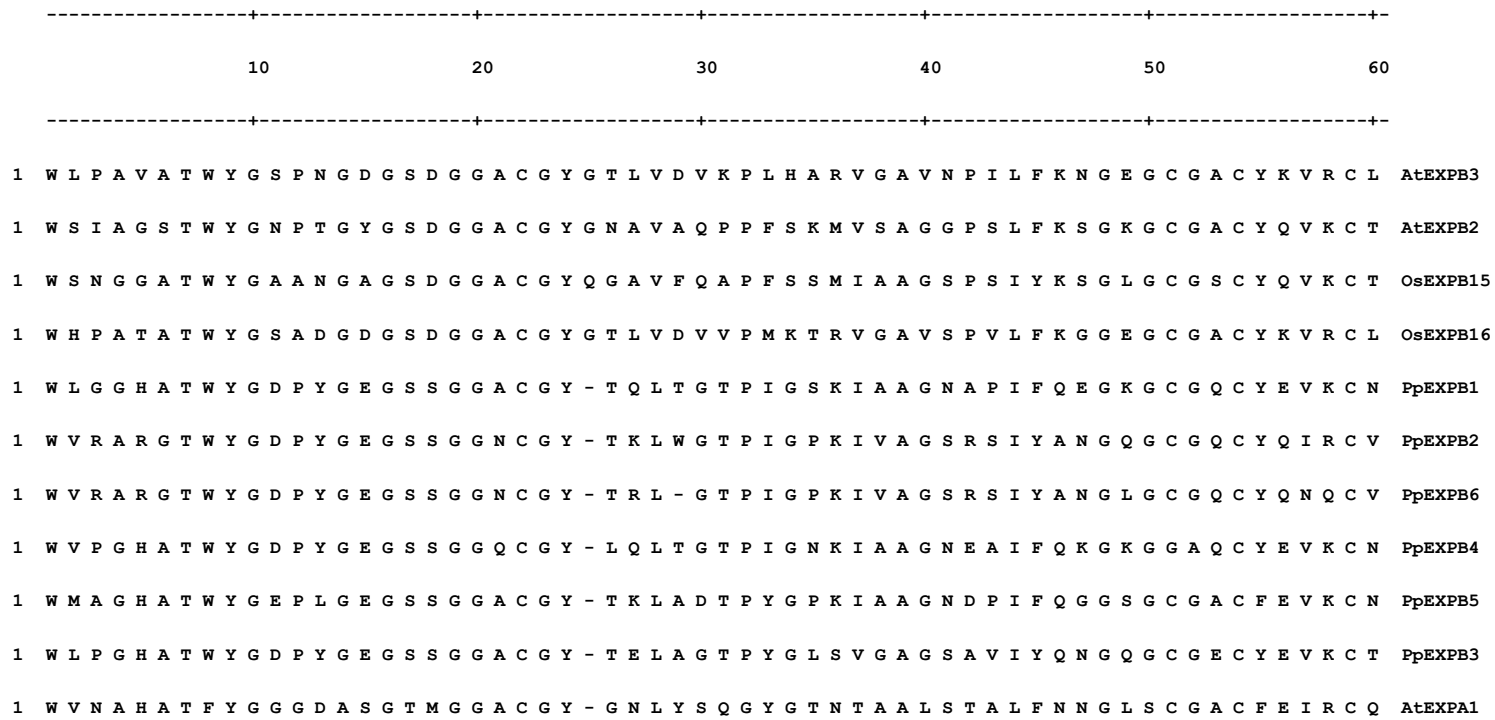 ------------------+-------------------+-------------------+-------------------+-------------------+-------------------+-
10 20 30 40 50 60
------------------+-------------------+-------------------+-------------------+-------------------+-------------------+-
1 W L P A V A T W Y G S P N G D G S D G G A C G Y G T L V D V K P L H A R V G A V N P I L F K N G E G C G A C Y K V R C L AtEXPB3
1 W S I A G S T W Y G N P T G Y G S D G G A C G Y G N A V A Q P P F S K M V S A G G P S L F K S G K G C G A C Y Q V K C T AtEXPB2
1 W S N G G A T W Y G A A N G A G S D G G A C G Y Q G A V F Q A P F S S M I A A G S P S I Y K S G L G C G S C Y Q V K C T OsEXPB15
1 W H P A T A T W Y G S A D G D G S D G G A C G Y G T L V D V V P M K T R V G A V S P V L F K G G E G C G A C Y K V R C L OsEXPB16
1 W L G G H A T W Y G D P Y G E G S S G G A C G Y - T Q L T G T P I G S K I A A G N A P I F Q E G K G C G Q C Y E V K C N PpEXPB1
1 W V R A R G T W Y G D P Y G E G S S G G N C G Y - T K L W G T P I G P K I V A G S R S I Y A N G Q G C G Q C Y Q I R C V PpEXPB2
1 W V R A R G T W Y G D P Y G E G S S G G N C G Y - T R L - G T P I G P K I V A G S R S I Y A N G L G C G Q C Y Q N Q C V PpEXPB6
1 W V P G H A T W Y G D P Y G E G S S G G Q C G Y - L Q L T G T P I G N K I A A G N E A I F Q K G K G G A Q C Y E V K C N PpEXPB4
1 W M A G H A T W Y G E P L G E G S S G G A C G Y - T K L A D T P Y G P K I A A G N D P I F Q G G S G C G A C F E V K C N PpEXPB5
1 W L P G H A T W Y G D P Y G E G S S G G A C G Y - T E L A G T P Y G L S V G A G S A V I Y Q N G Q G C G E C Y E V K C T PpEXPB3
1 W V N A H A T F Y G G G D A S G T M G G A C G Y - G N L Y S Q G Y G T N T A A L S T A L F N N G L S C G A C F E I R C Q AtEXPA1